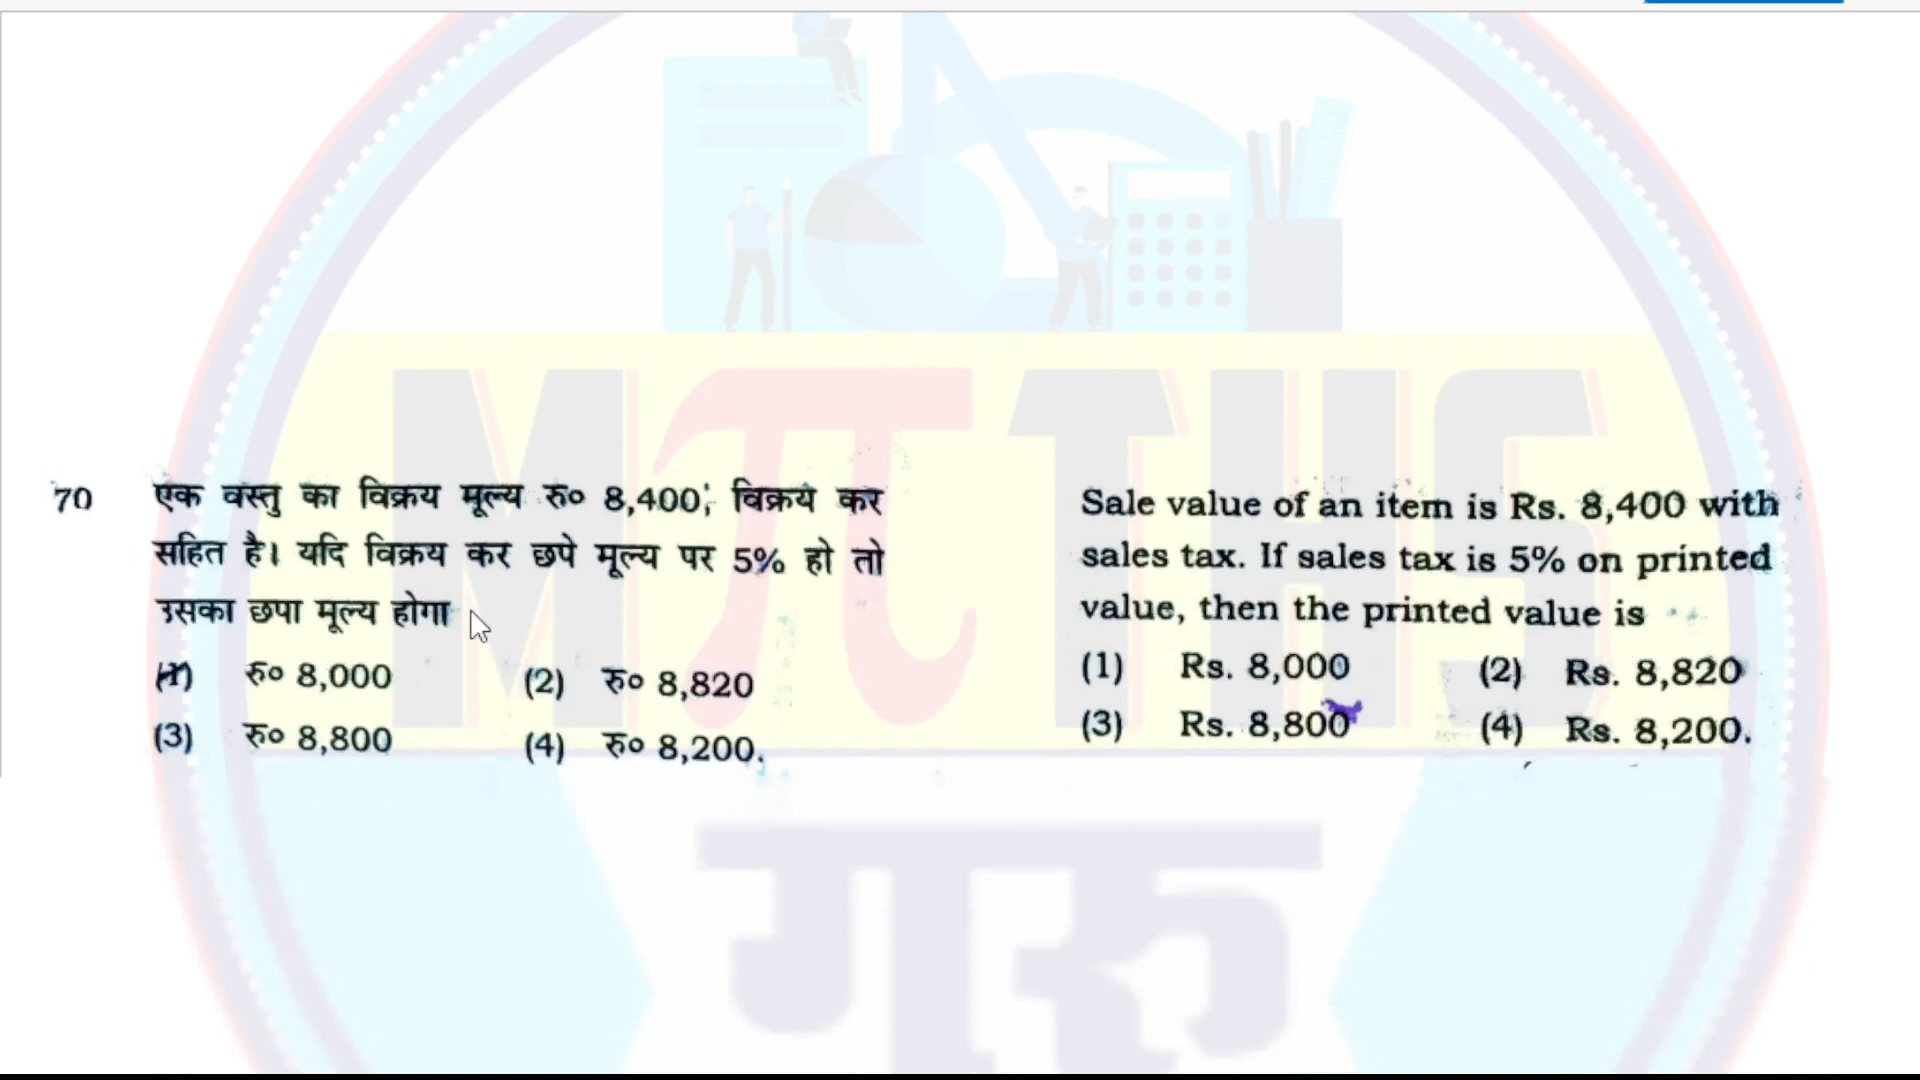 MπTHS
70 एक वस्तु का विक्रय मूल्य रु० 8,400; विक्रय कर
सहित है। यदि विक्रय कर छपे मूल्य पर 5% हो तो
उसका छपा मूल्य होगा
(1) रु० 8,000 (2) रु० 8,820
(3) रु० 8,800 (4) रु० 8,200.
Sale value of an item is Rs. 8,400 with
sales tax. If sales tax is 5% on printed
value, then the printed value is
(1) Rs. 8,000 (2) Rs. 8,820
(3) Rs. 8,800 (4) Rs. 8,200.
गुरु